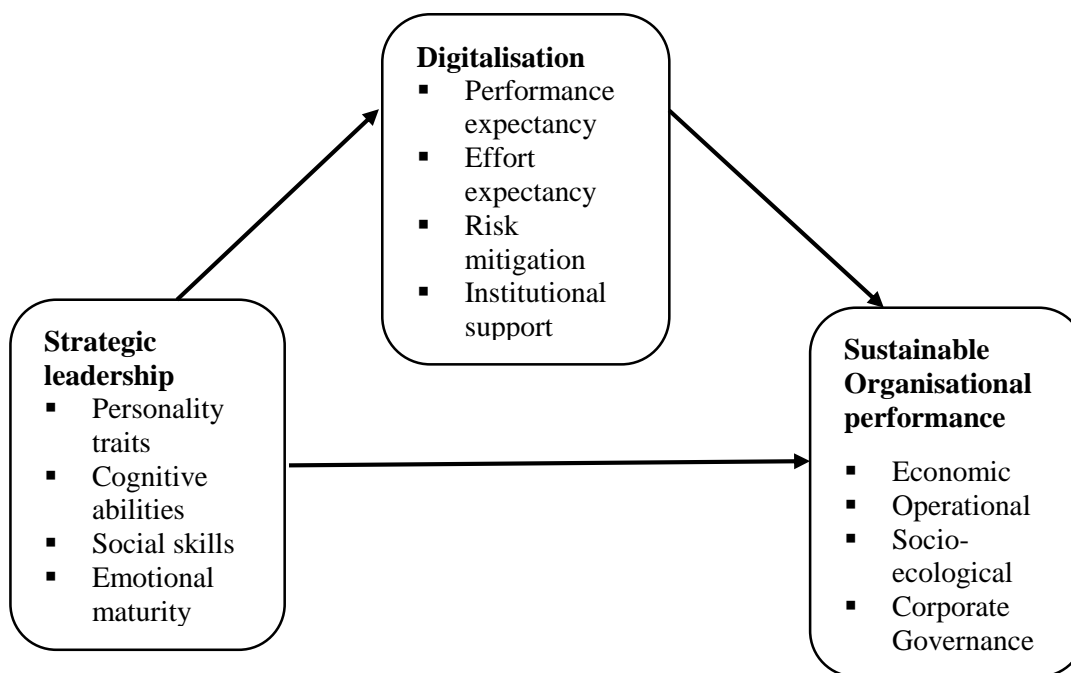 Digitalisation
▪ Performance
expectancy
▪ Effort
expectancy
▪ Risk
mitigation
▪ Institutional
support
Strategic
leadership
▪ Personality
traits
▪ Cognitive
abilities
▪ Social skills
▪ Emotional
maturity
Sustainable
Organisational
performance
▪ Economic
▪ Operational
▪ Socio-
ecological
▪ Corporate
Governance